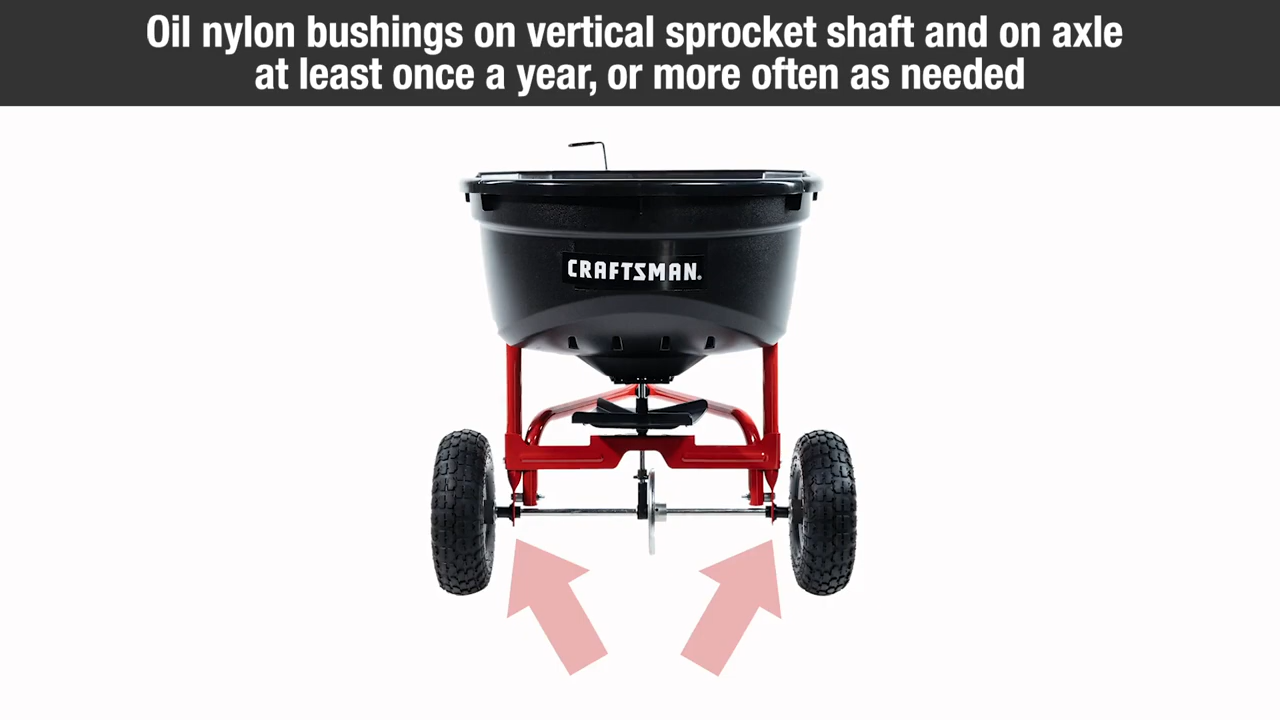 Oil nylon bushings on vertical sprocket shaft and on axle
at least once a year, or more often as needed
CRAFTSMAN®